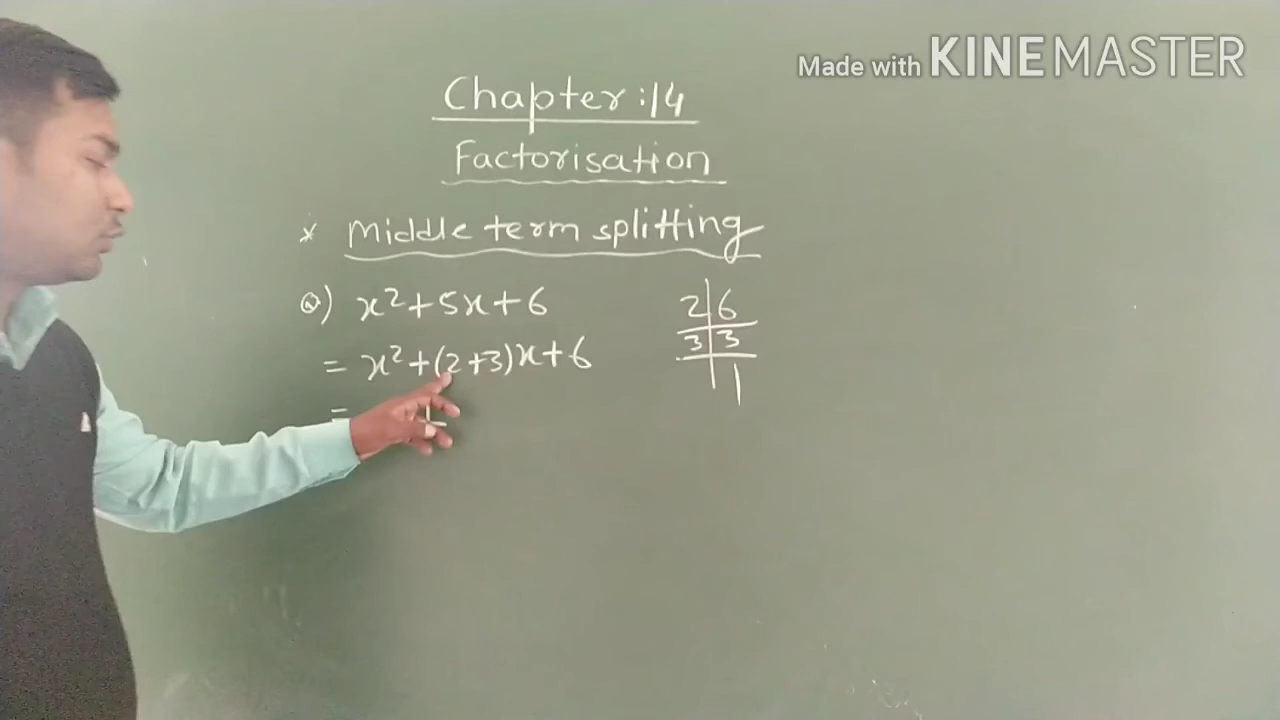 Made with KINEMASTER
Chapter:14
Factorisation
* Middle term splitting
Q) x²+5x+6
= x²+(2+3)x+6
=
2|6
3|3
|1